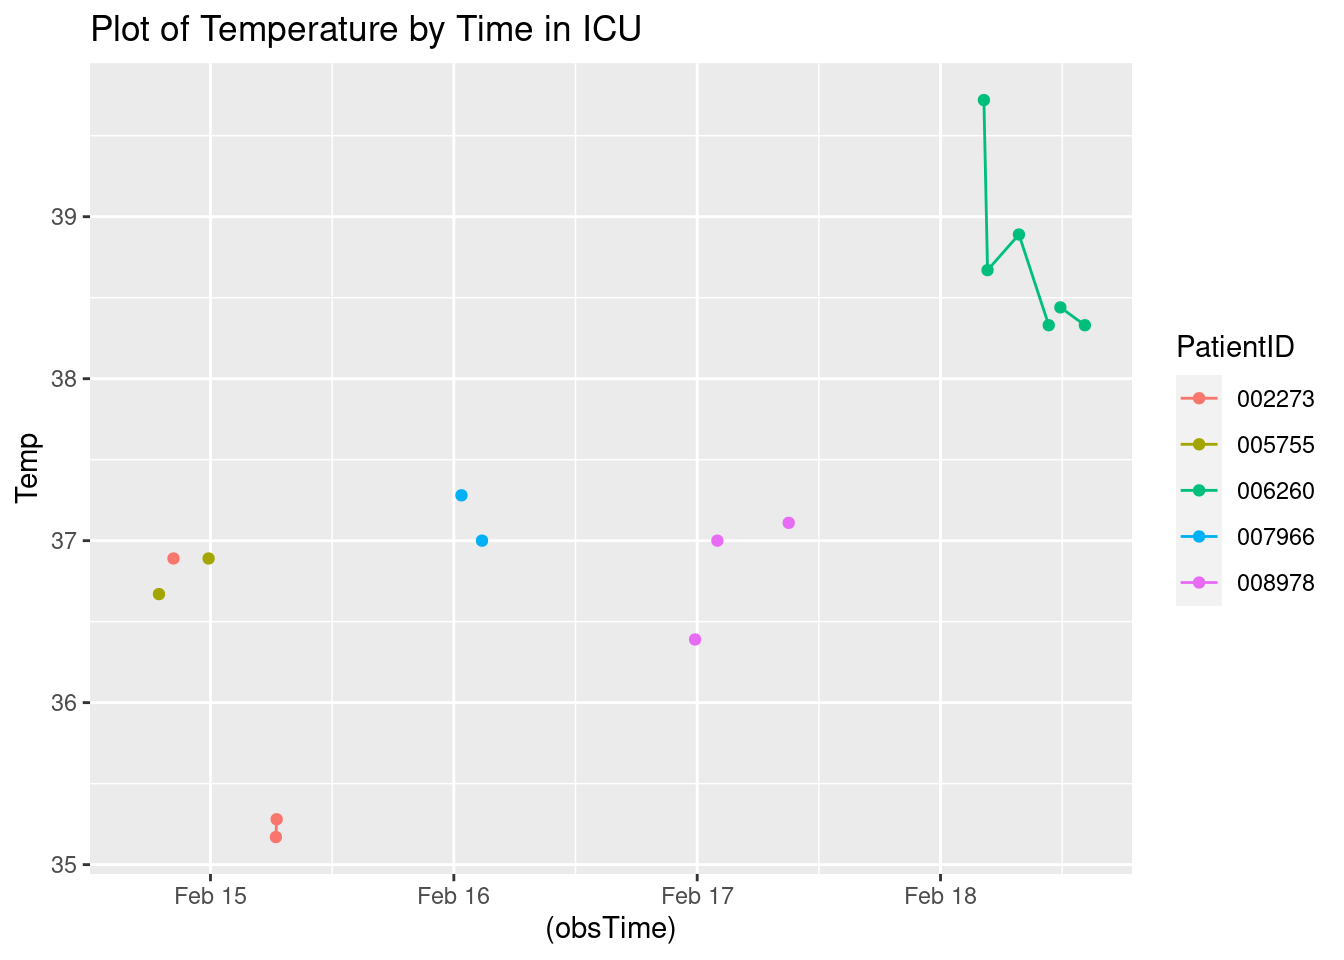 Plot of Temperature by Time in ICU
Temp
39
38
37
36
35
Feb 15
Feb 16
Feb 17
Feb 18
(obsTime)
PatientID
002273
005755
006260
007966
008978